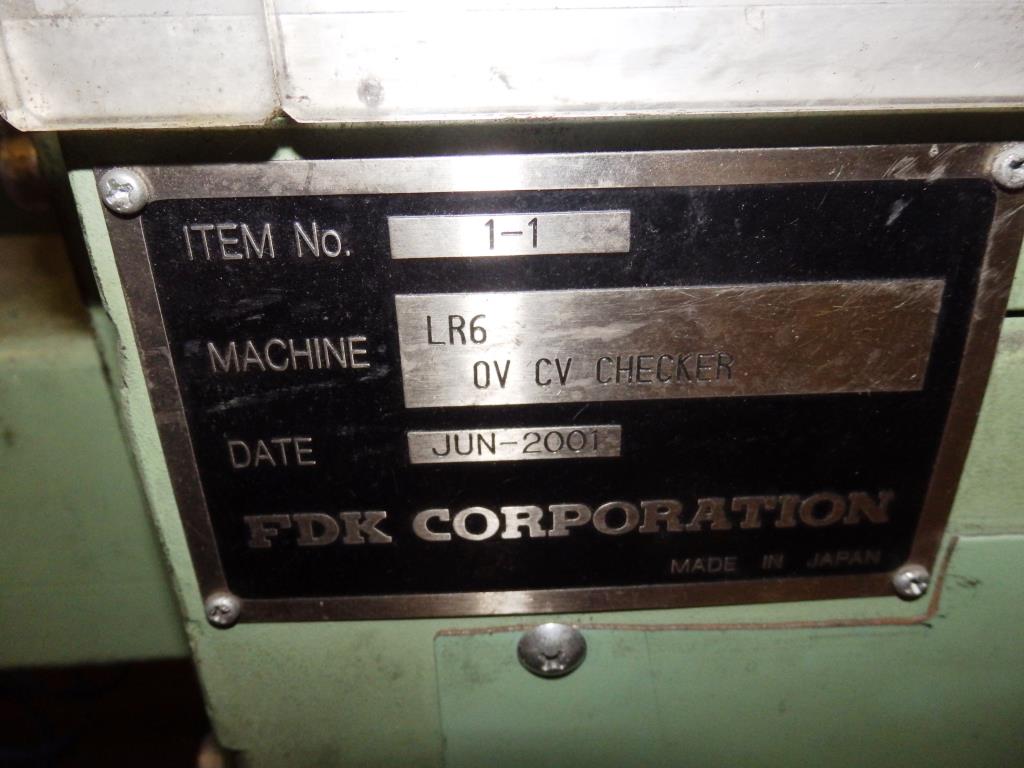 ITEM No. 1-1
MACHINE LR6
OV CV CHECKER
DATE JUN-2001
FDK CORPORATION
MADE IN JAPAN